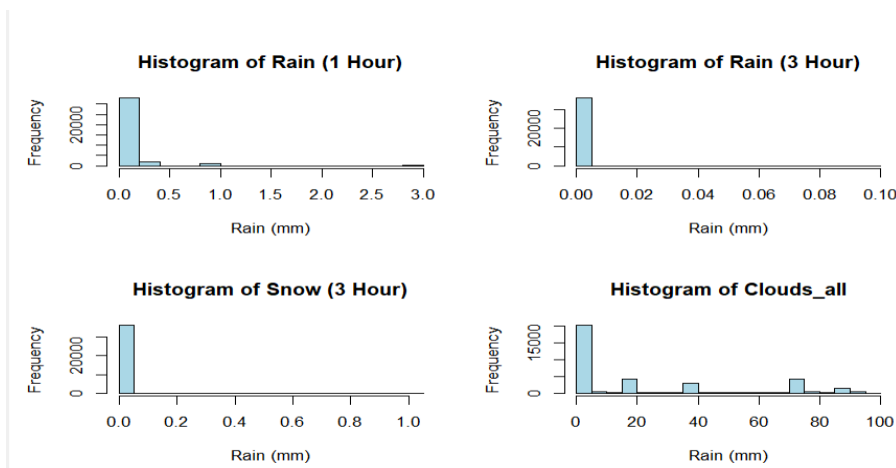 Histogram of Rain (1 Hour)
Frequency
20000
0
0.0 0.5 1.0 1.5 2.0 2.5 3.0
Rain (mm)
Histogram of Rain (3 Hour)
Frequency
20000
0
0.00 0.02 0.04 0.06 0.08 0.10
Rain (mm)
Histogram of Snow (3 Hour)
Frequency
20000
0
0.0 0.2 0.4 0.6 0.8 1.0
Rain (mm)
Histogram of Clouds_all
Frequency
15000
0
0 20 40 60 80 100
Rain (mm)